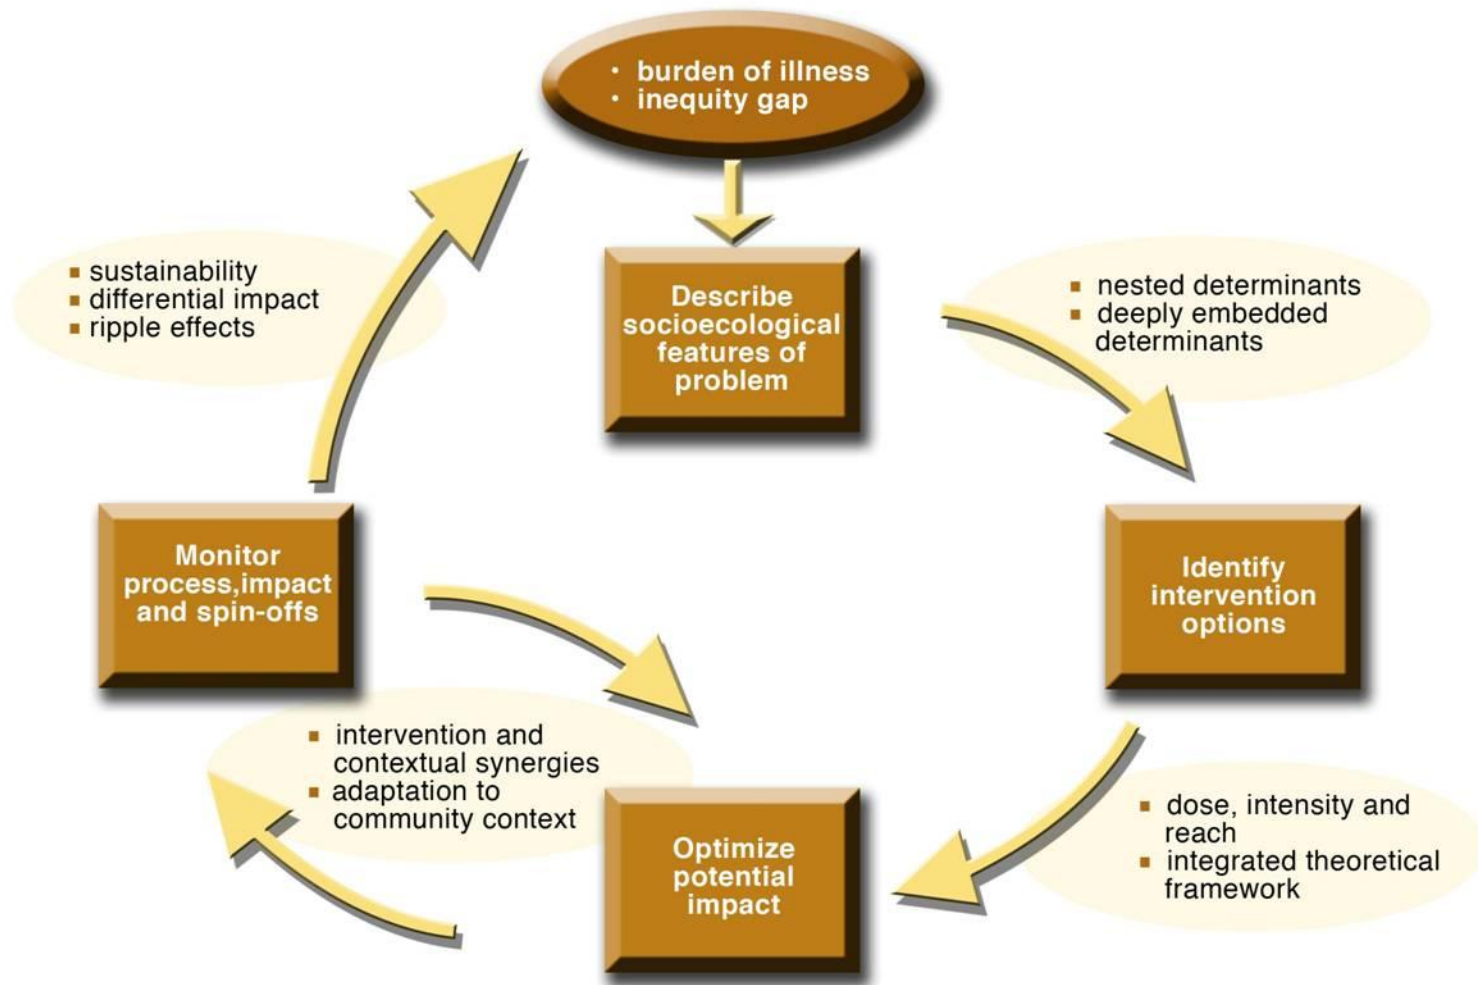 • burden of illness
• inequity gap
Describe
socioecological
features of
problem
▪ nested determinants
▪ deeply embedded
determinants
Identify
intervention
options
▪ dose, intensity and
reach
▪ integrated theoretical
framework
Optimize
potential
impact
▪ intervention and
contextual synergies
▪ adaptation to
community context
Monitor
process,impact
and spin-offs
▪ sustainability
▪ differential impact
▪ ripple effects